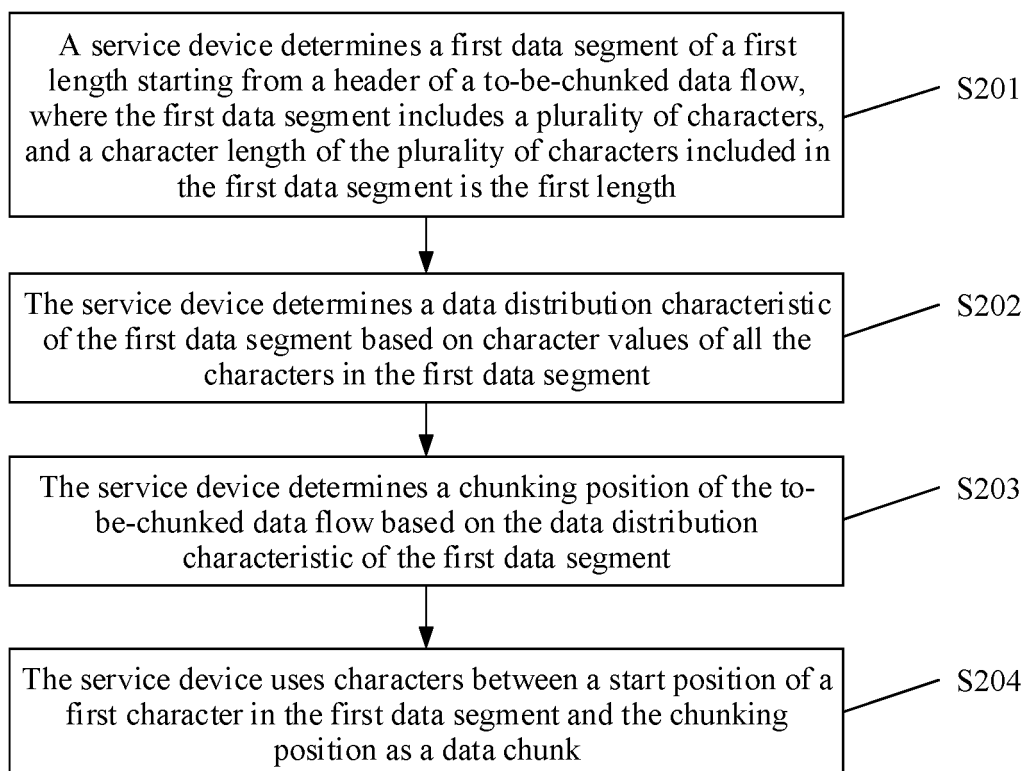 A service device determines a first data segment of a first
length starting from a header of a to-be-chunked data flow,
where the first data segment includes a plurality of characters,
and a character length of the plurality of characters included in
the first data segment is the first length
S201
The service device determines a data distribution characteristic
of the first data segment based on character values of all the
characters in the first data segment
S202
The service device determines a chunking position of the to-
be-chunked data flow based on the data distribution
characteristic of the first data segment
S203
The service device uses characters between a start position of a
first character in the first data segment and the chunking
position as a data chunk
S204